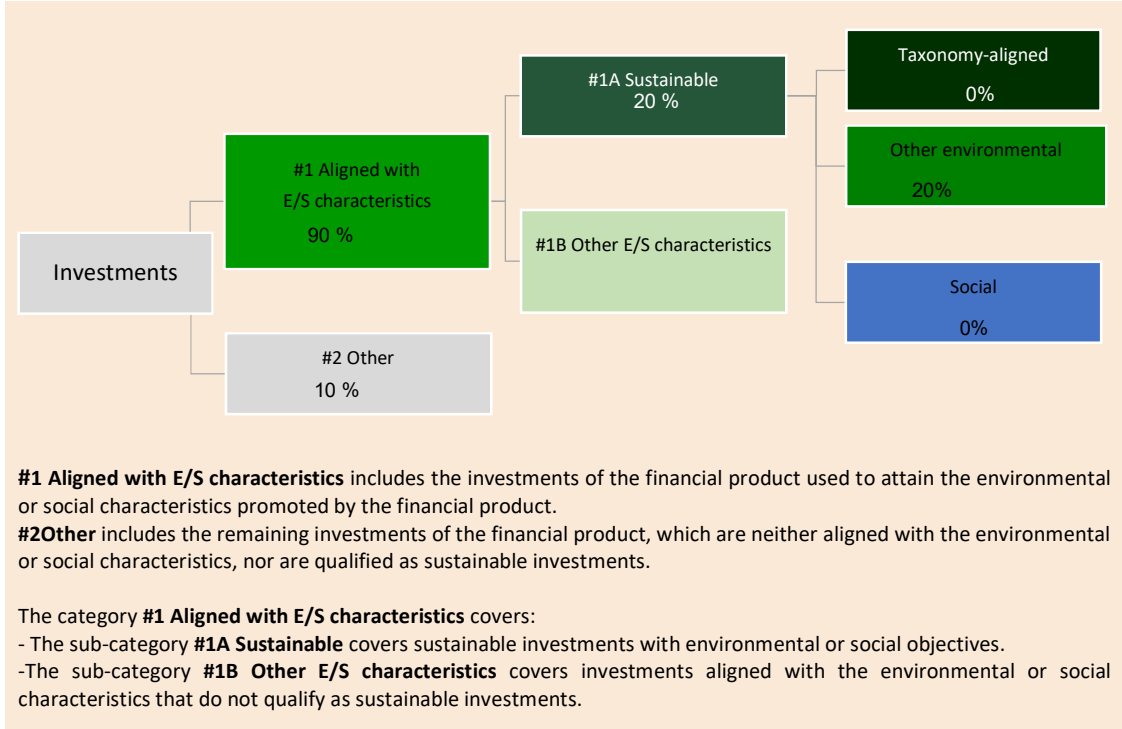 Investments
#1 Aligned with
E/S characteristics
90 %
#2 Other
10 %
#1A Sustainable
20 %
#1B Other E/S characteristics
Taxonomy-aligned
0%
Other environmental
20%
Social
0%
#1 Aligned with E/S characteristics includes the investments of the financial product used to attain the environmental
or social characteristics promoted by the financial product.
#2Other includes the remaining investments of the financial product, which are neither aligned with the environmental
or social characteristics, nor are qualified as sustainable investments.
The category #1 Aligned with E/S characteristics covers:
- The sub-category #1A Sustainable covers sustainable investments with environmental or social objectives.
-The sub-category #1B Other E/S characteristics covers investments aligned with the environmental or social
characteristics that do not qualify as sustainable investments.